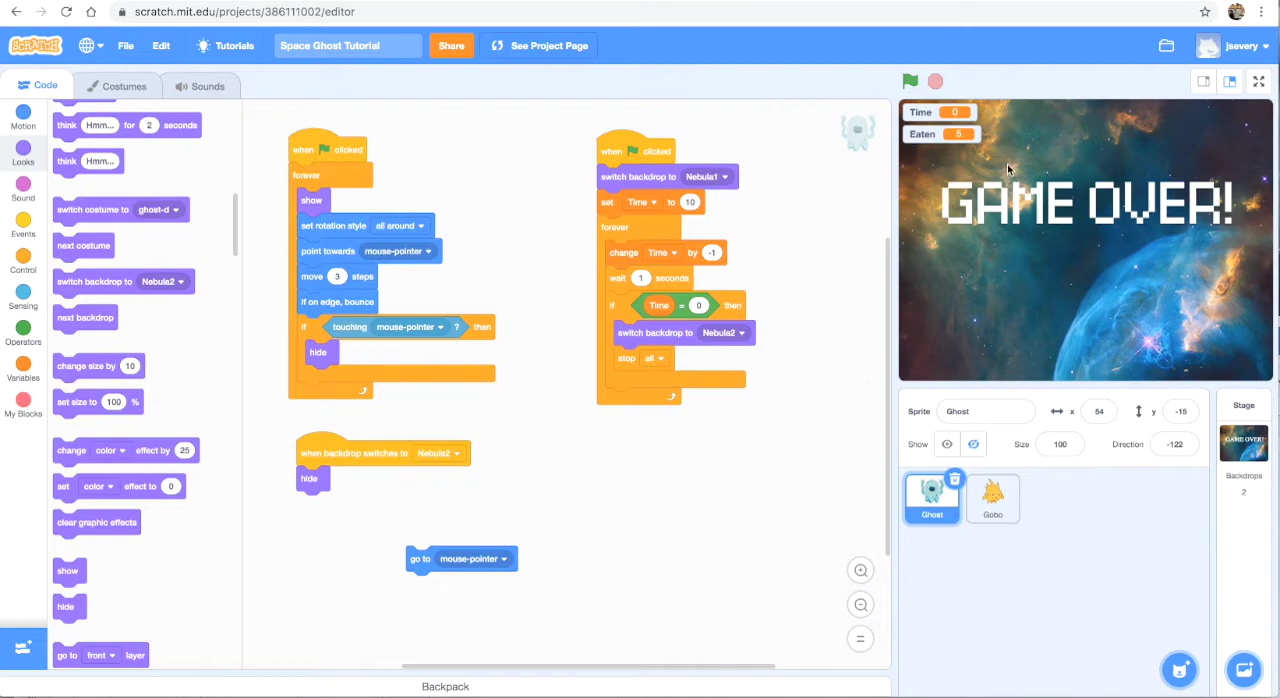 scratch.mit.edu/projects/386111002/editor
SCRATCH
File
Edit
Tutorials
Space Ghost Tutorial
Share
See Project Page
jsevery
Code
Costumes
Sounds
Motion
Looks
Sound
Events
Control
Sensing
Operators
Variables
My Blocks
think Hmm... for 2 seconds
think Hmm...
switch costume to ghost-d
next costume
switch backdrop to Nebula2
next backdrop
change size by 10
set size to 100 %
change color effect by 25
set color effect to 0
clear graphic effects
show
hide
go to front layer
when clicked
forever
show
set rotation style all around
point towards mouse-pointer
move 3 steps
if on edge, bounce
if touching mouse-pointer ? then
hide
when backdrop switches to Nebula2
hide
go to mouse-pointer
when clicked
switch backdrop to Nebula1
set Time to 10
forever
change Time by -1
wait 1 seconds
if Time = 0 then
switch backdrop to Nebula2
stop all
Backpack
Time 0
Eaten 5
GAME OVER!
Sprite Ghost x 54 y -15
Show Size 100 Direction -122
Ghost
Gobo
Stage
GAME OVER!
Backdrops
2